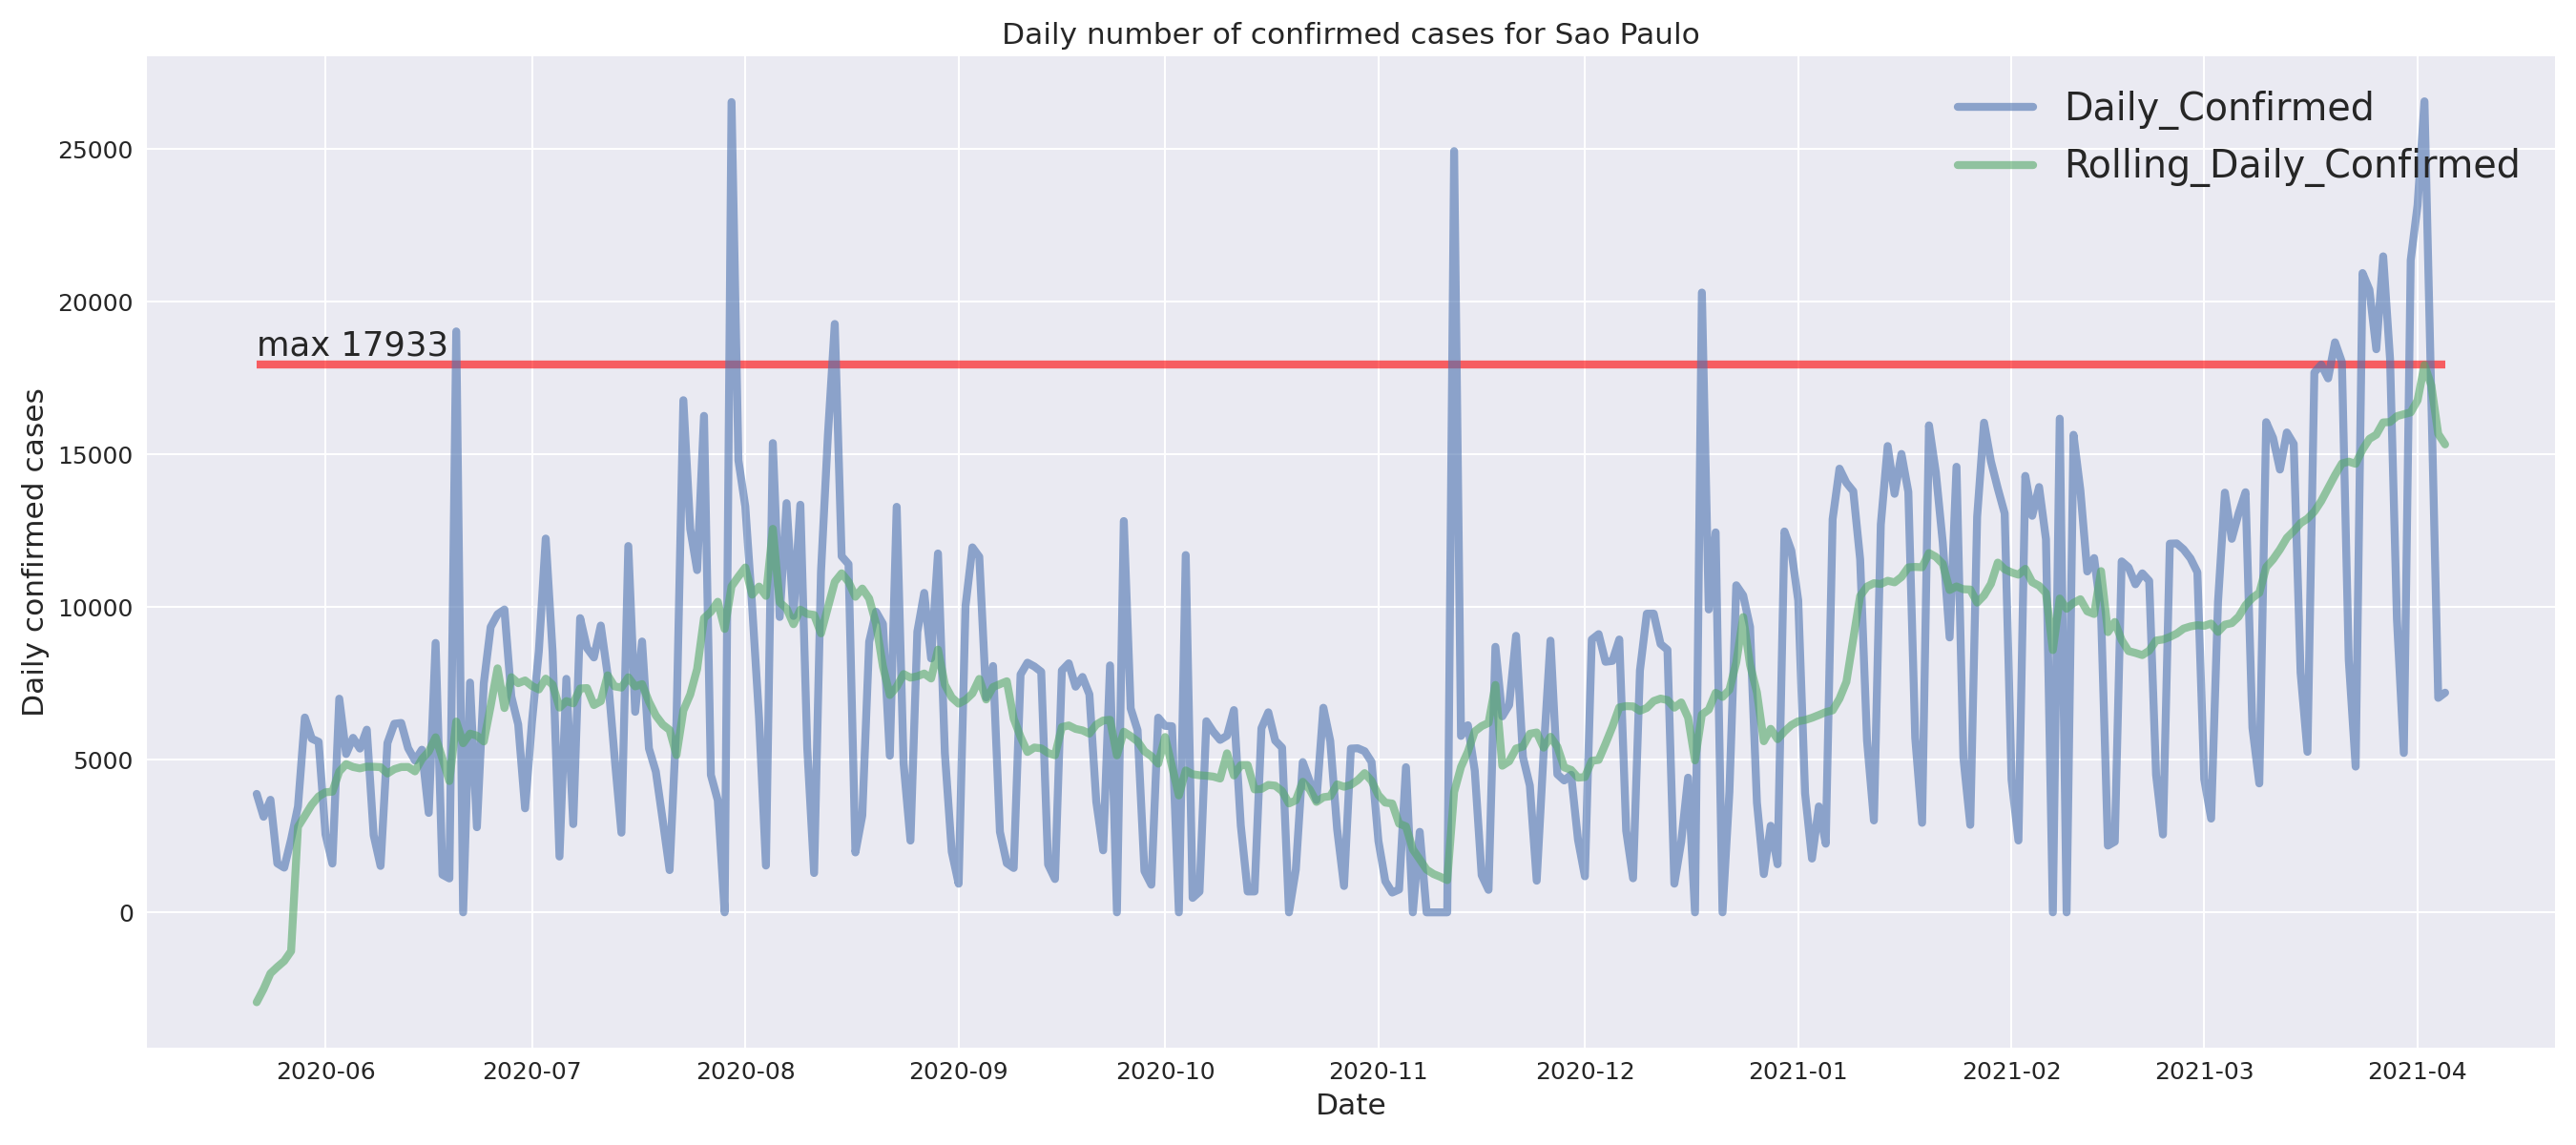 Daily number of confirmed cases for Sao Paulo
Daily_Confirmed
Rolling_Daily_Confirmed
max 17933
Daily confirmed cases
25000
20000
15000
10000
5000
0
2020-06
2020-07
2020-08
2020-09
2020-10
2020-11
2020-12
2021-01
2021-02
2021-03
2021-04
Date